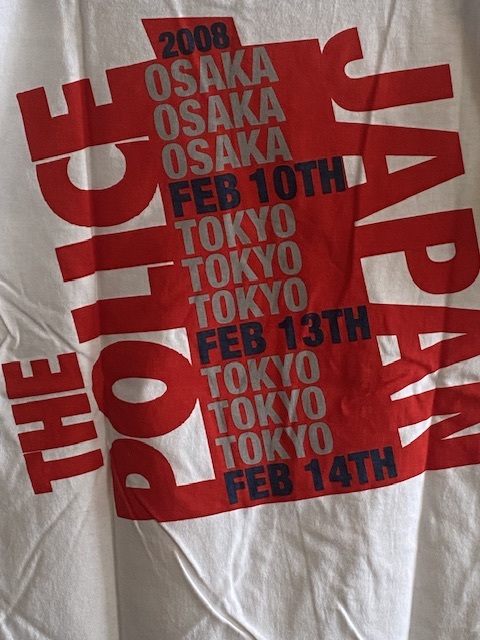 THE
POLICE
2008
OSAKA
OSAKA
OSAKA
FEB 10TH
TOKYO
TOKYO
TOKYO
FEB 13TH
TOKYO
TOKYO
TOKYO
FEB 14TH
JAPAN